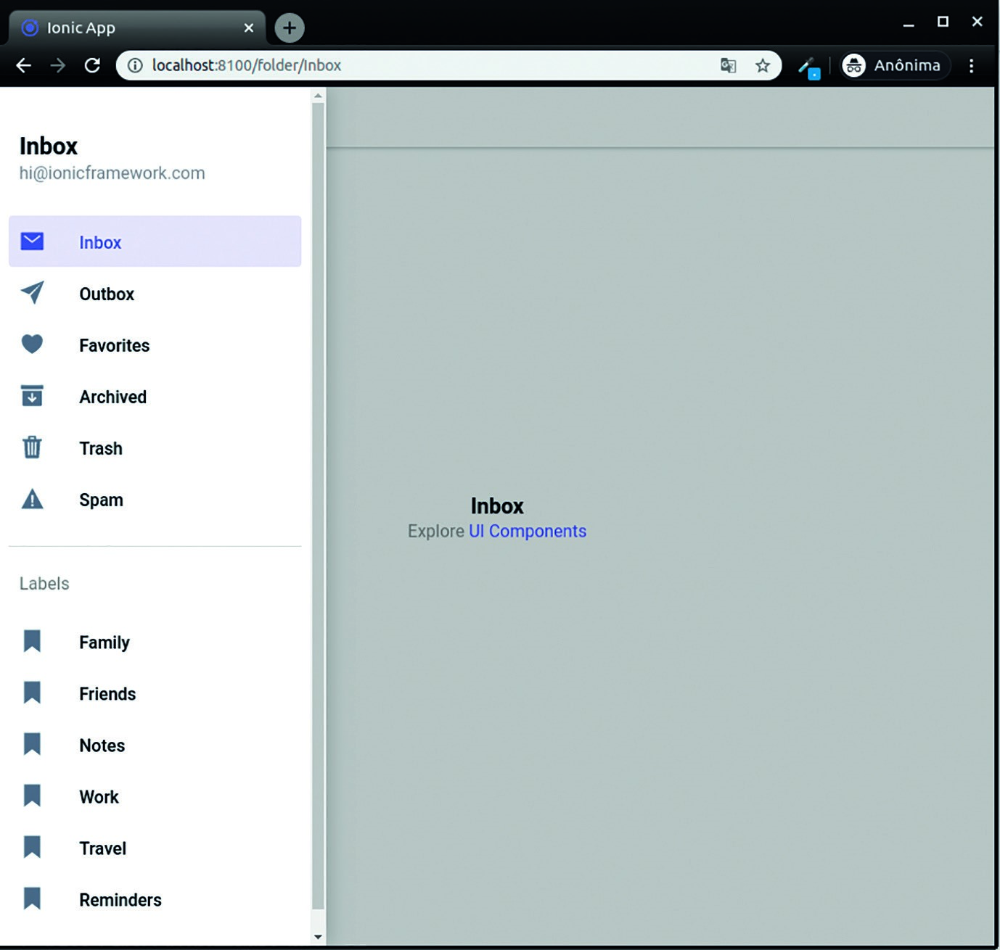 Ionic App
localhost:8100/folder/Inbox
Anônima
Inbox
hi@ionicframework.com
Inbox
Outbox
Favorites
Archived
Trash
Spam
Labels
Family
Friends
Notes
Work
Travel
Reminders
Inbox
Explore UI Components